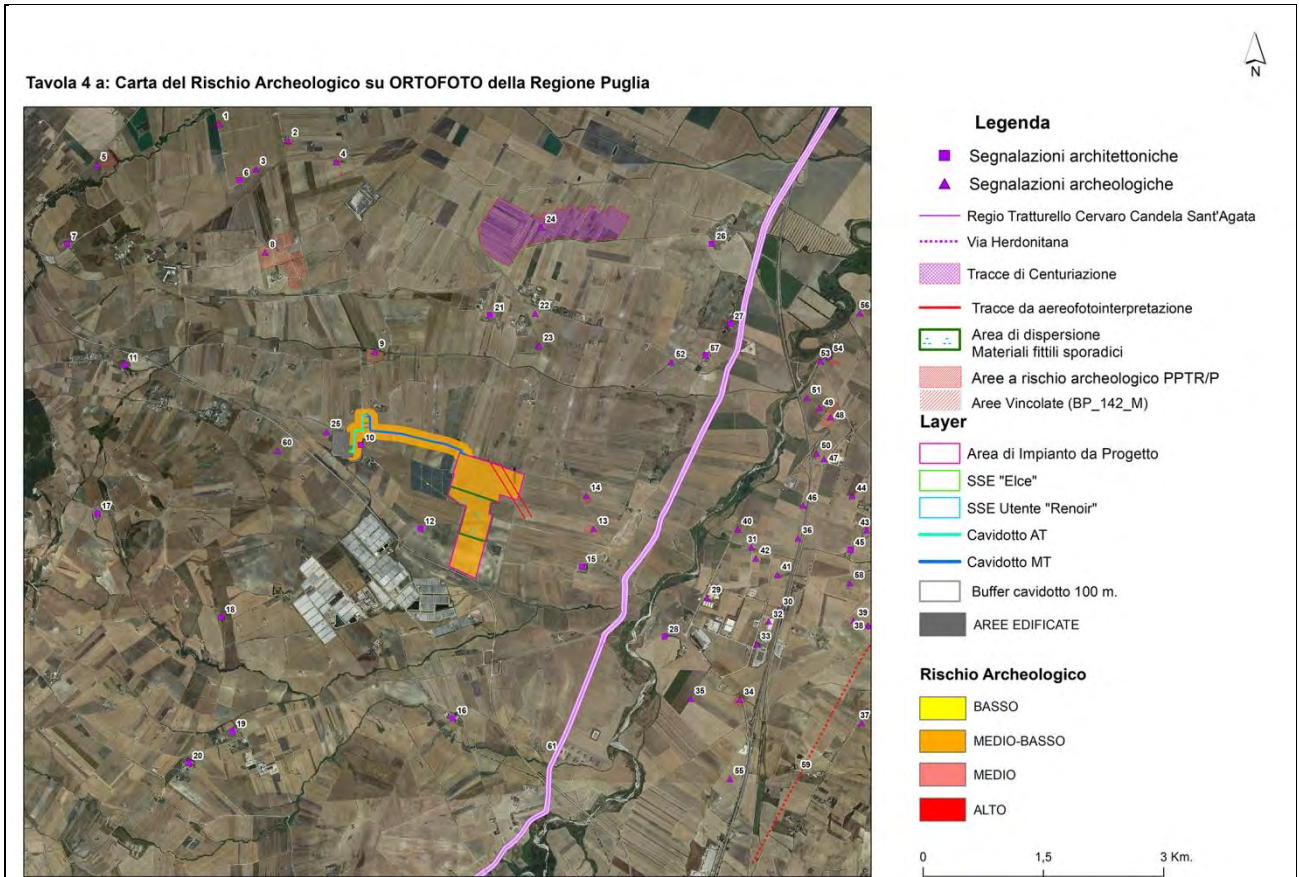 N
Tavola 4 a: Carta del Rischio Archeologico su ORTOFOTO della Regione Puglia
1
2
3
4
5
6
7
8
9
10
11
12
13
14
15
16
17
18
19
20
21
22
23
24
25
26
27
28
29
30
31
32
33
34
35
36
37
38
39
40
41
42
43
44
45
46
47
48
49
50
51
52
53
54
55
56
57
58
59
60
61
Legenda
Segnalazioni architettoniche
Segnalazioni archeologiche
Regio Tratturello Cervaro Candela Sant'Agata
Via Herdonitana
Tracce di Centuriazione
Tracce da aereofotointerpretazione
Area di dispersione
Materiali fittili sporadici
Aree a rischio archeologico PPTR/P
Aree Vincolate (BP_142_M)
Layer
Area di Impianto da Progetto
SSE "Elce"
SSE Utente "Renoir"
Cavidotto AT
Cavidotto MT
Buffer cavidotto 100 m.
AREE EDIFICATE
Rischio Archeologico
BASSO
MEDIO-BASSO
MEDIO
ALTO
0 1,5 3 Km.